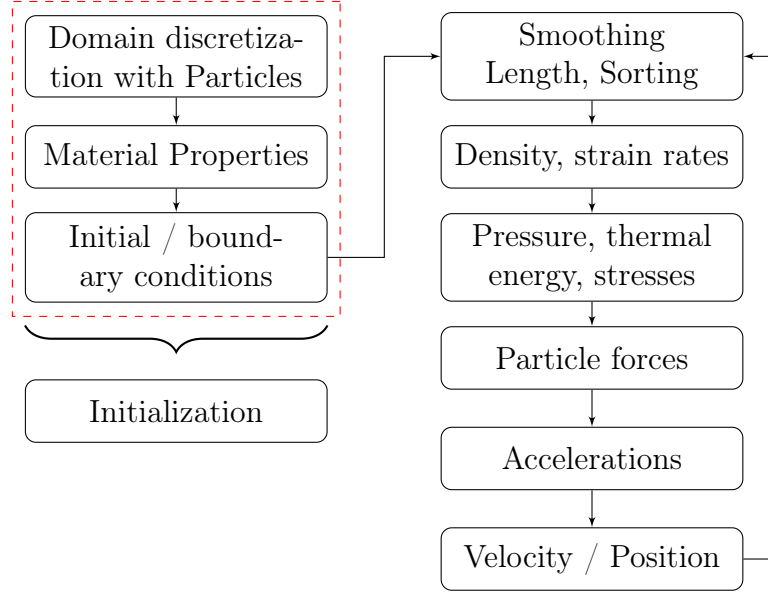 Domain discretiza-
tion with Particles
Material Properties
Initial / bound-
ary conditions
Initialization
Smoothing
Length, Sorting
Density, strain rates
Pressure, thermal
energy, stresses
Particle forces
Accelerations
Velocity / Position